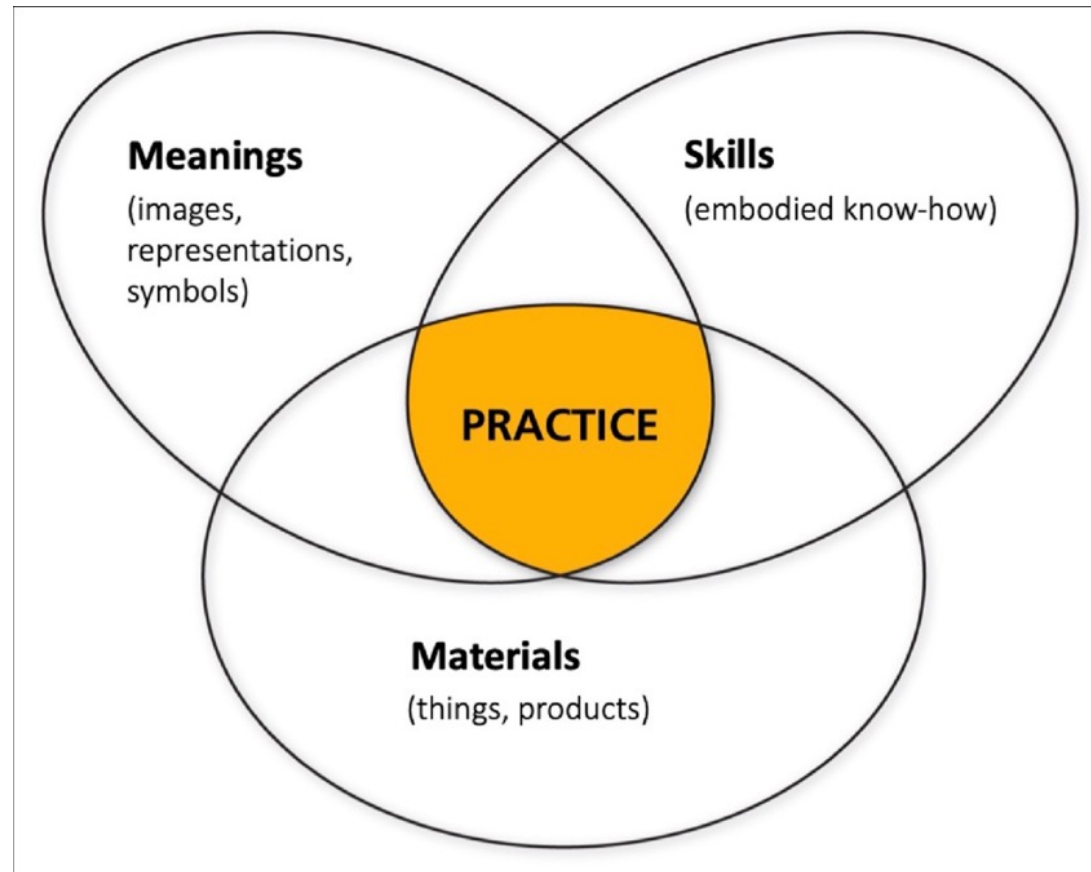 Meanings
(images,
representations,
symbols)
Skills
(embodied know-how)
PRACTICE
Materials
(things, products)